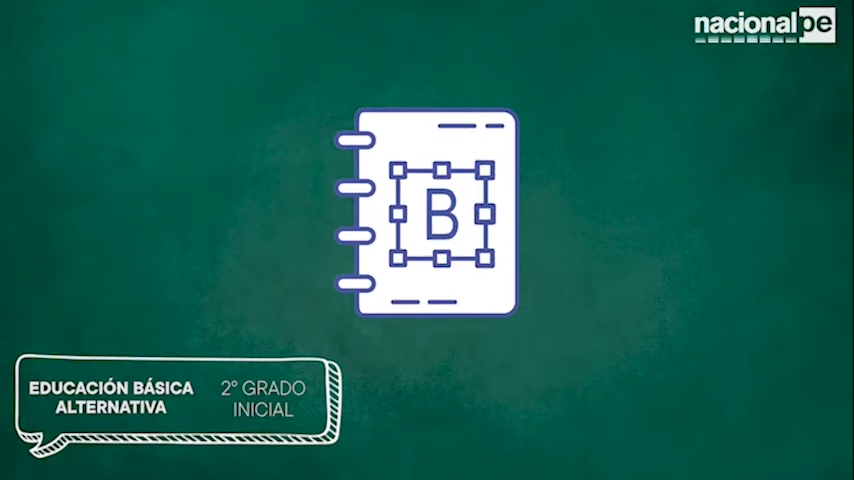 nacionalpe
B
EDUCACIÓN BÁSICA
ALTERNATIVA
2° GRADO
INICIAL